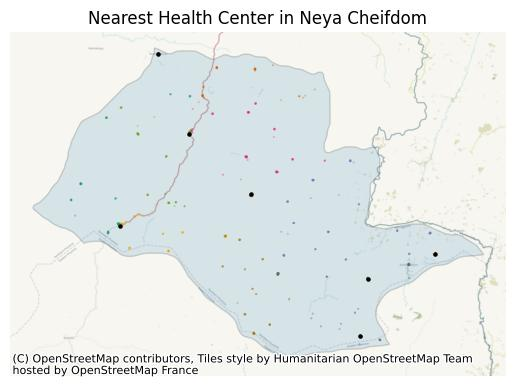 Nearest Health Center in Neya Cheifdom
(C) OpenStreetMap contributors, Tiles style by Humanitarian OpenStreetMap Team
hosted by OpenStreetMap France